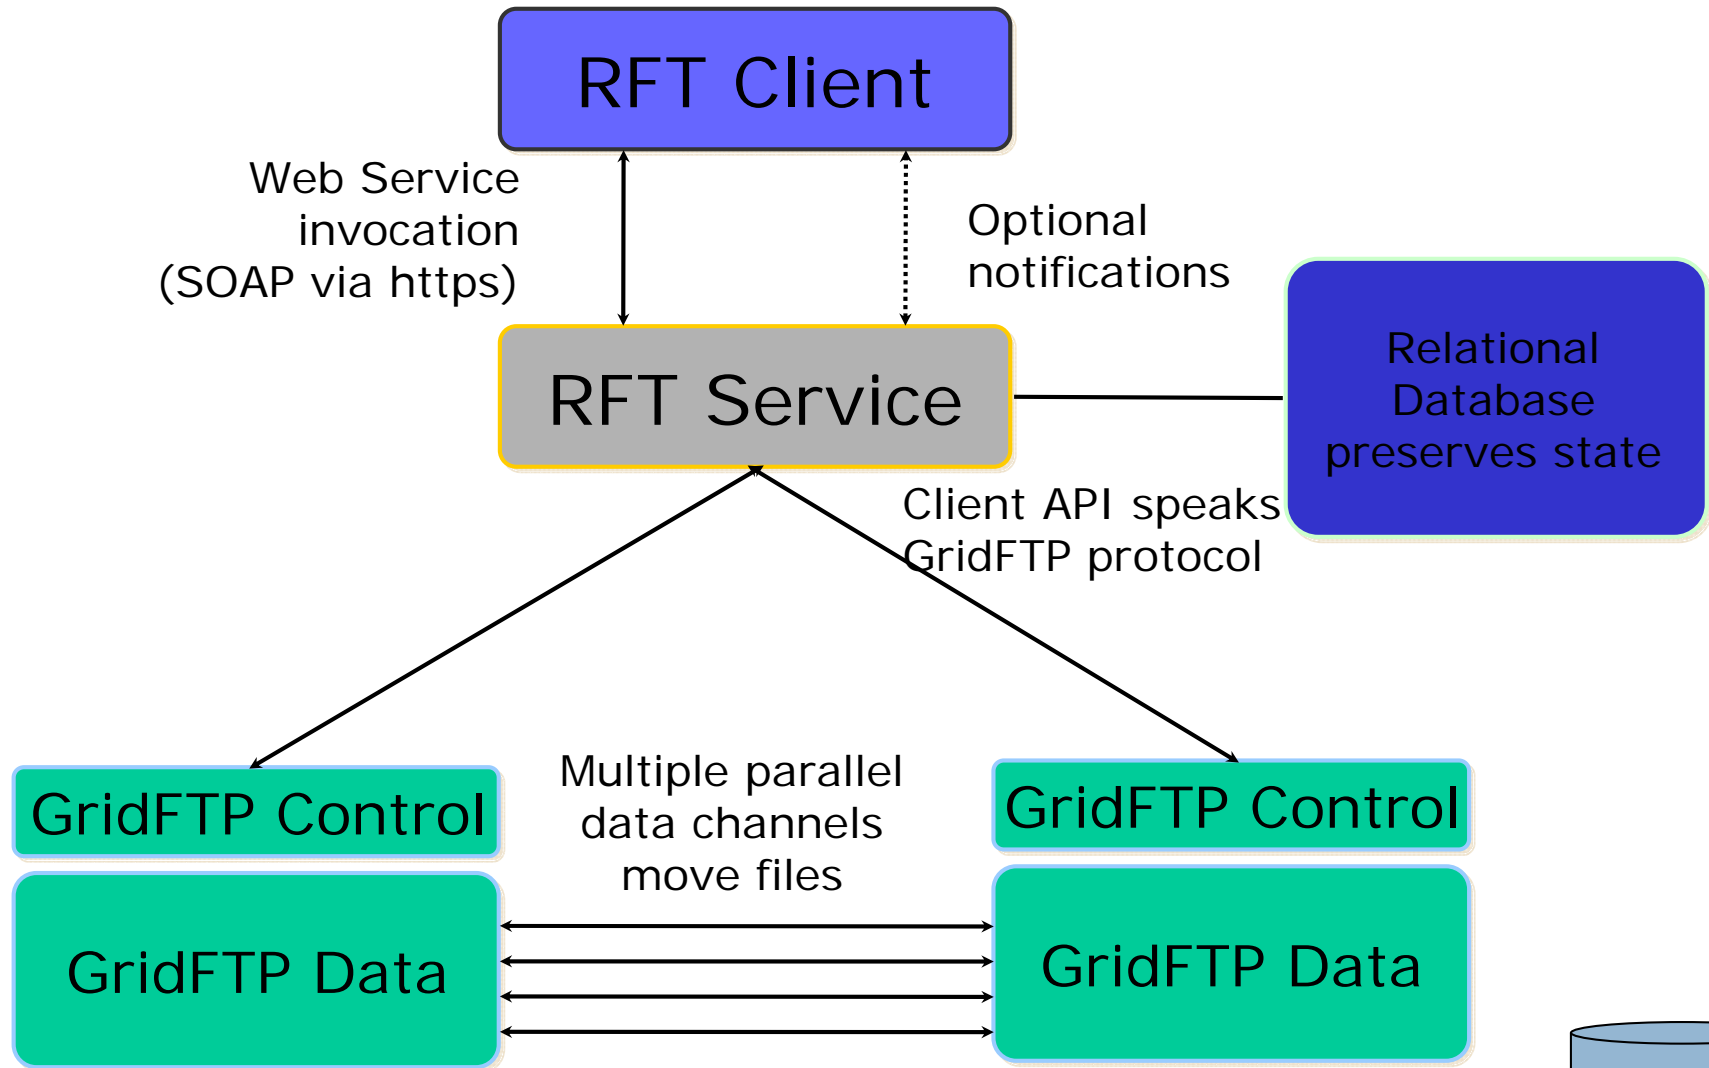 RFT Client
Web Service
invocation
(SOAP via https)
Optional
notifications
RFT Service
Relational
Database
preserves state
Client API speaks
GridFTP protocol
GridFTP Control
Multiple parallel
data channels
move files
GridFTP Control
GridFTP Data
GridFTP Data